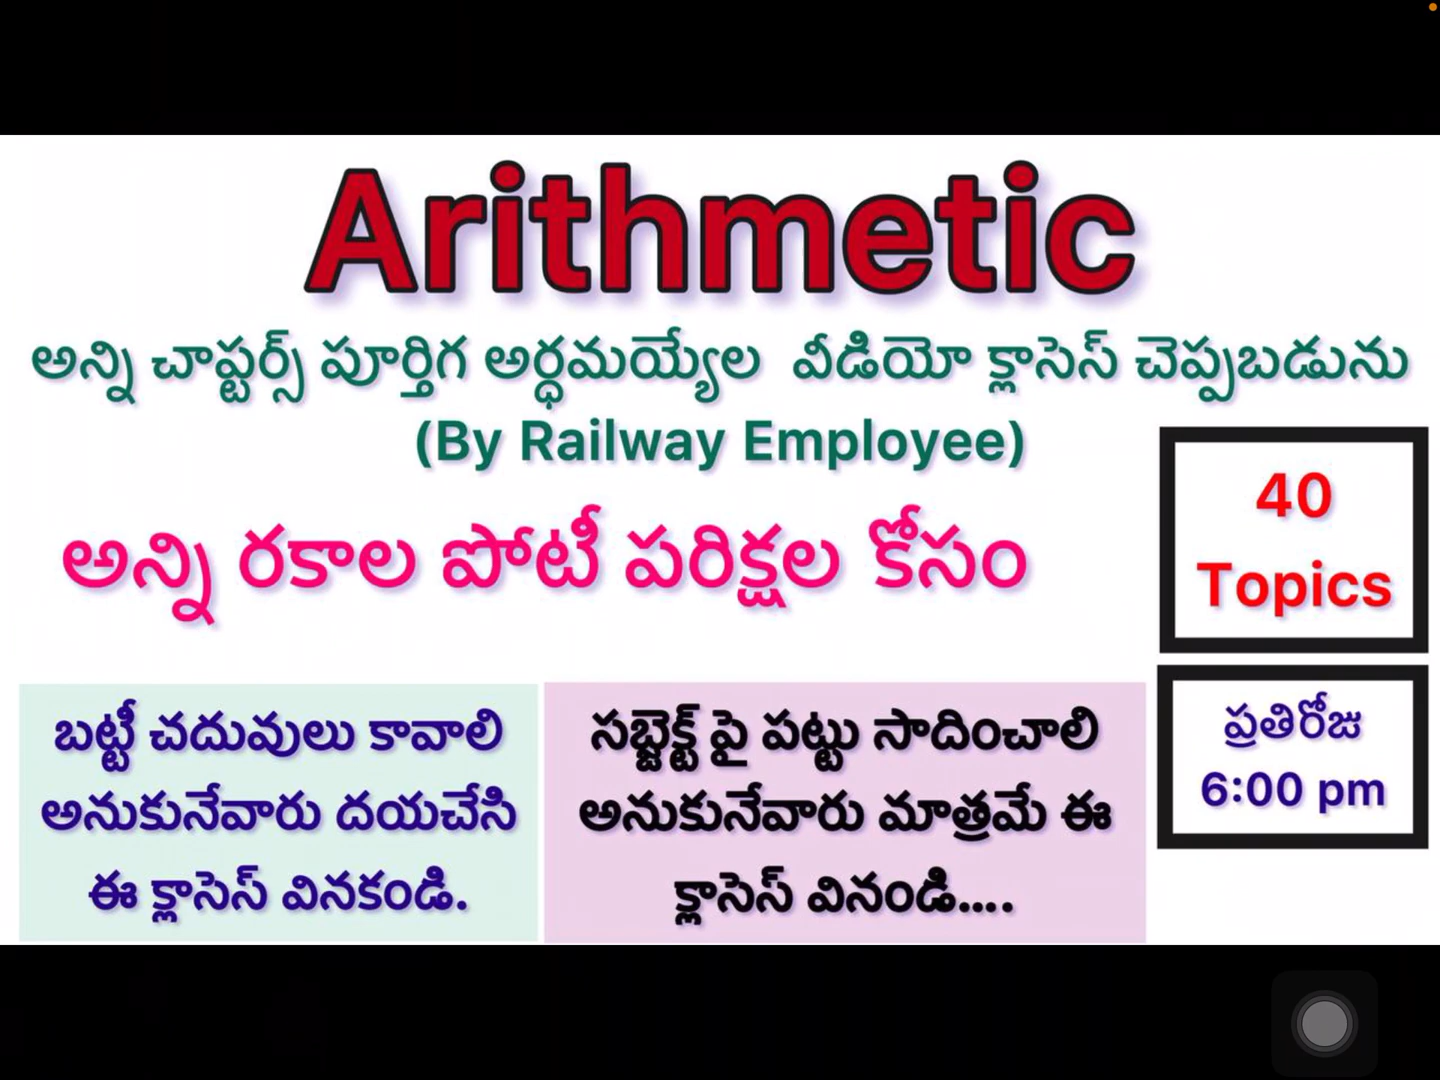 Arithmetic
అన్ని చాప్టర్స్ పూర్తిగ అర్ధమయ్యేల వీడియో క్లాసెస్ చెప్పబడును
(By Railway Employee)
అన్ని రకాల పోటీ పరిక్షల కోసం
40
Topics
బట్టీ చదువులు కావాలి
అనుకునేవారు దయచేసి
ఈ క్లాసెస్ వినకండి.
సబ్జెక్ట్ పై పట్టు సాదించాలి
అనుకునేవారు మాత్రమే ఈ
క్లాసెస్ వినండి....
ప్రతిరోజు
6:00 pm